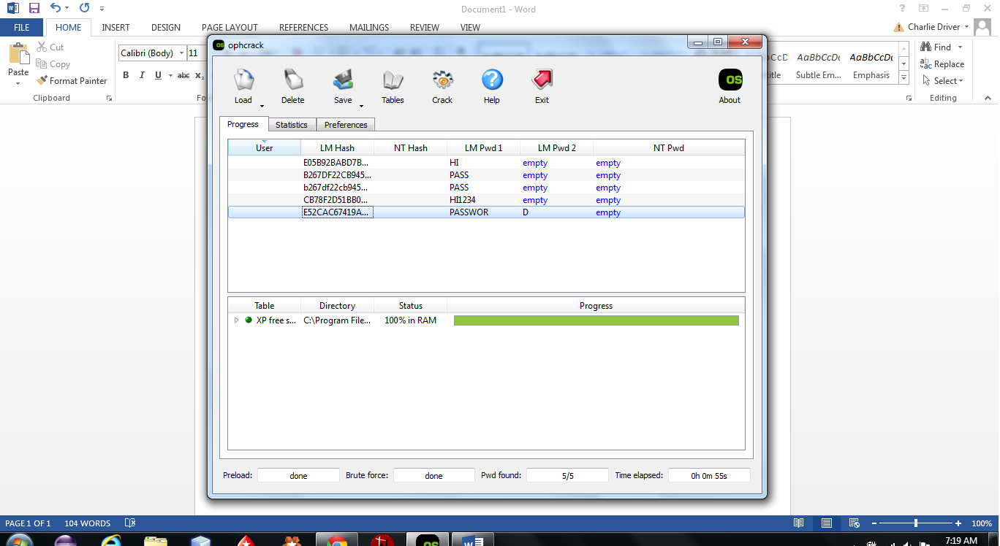 Document1 - Word
FILE HOME INSERT DESIGN PAGE LAYOUT REFERENCES MAILINGS REVIEW VIEW Charlie Driver
Paste
Cut
Copy
Format Painter
Clipboard
Calibri (Body) 11
B I U abc x₂
AaBbCcDc AaBbCcDc
Subtle Em... Emphasis
Find
Replace
Select
Editing
ophcrack
Load Delete Save Tables Crack Help Exit About
OS
Progress Statistics Preferences
User LM Hash NT Hash LM Pwd 1 LM Pwd 2 NT Pwd
E05B92BABD7B... HI empty empty
B267DF22CB945... PASS empty empty
b267df22cb945... PASS empty empty
CB78F2D51BB0... HI1234 empty empty
E52CAC67419A... PASSWOR D empty
Table Directory Status Progress
XP free s... C:\Program File... 100% in RAM
Preload: done Brute force: done Pwd found: 5/5 Time elapsed: 0h 0m 55s
PAGE 1 OF 1 104 WORDS 100%
7:19 AM